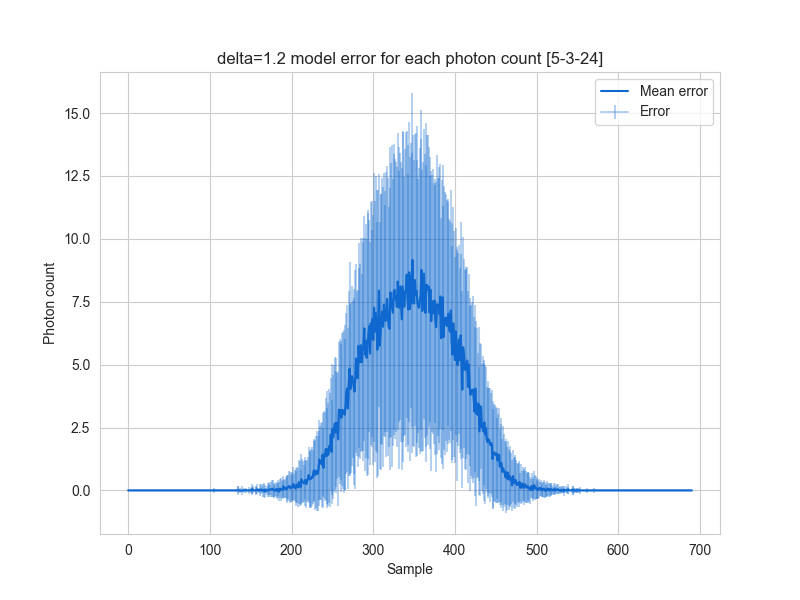 delta=1.2 model error for each photon count [5-3-24]
Mean error
Error
15.0
12.5
10.0
7.5
5.0
2.5
0.0
Photon count
0 100 200 300 400 500 600 700
Sample